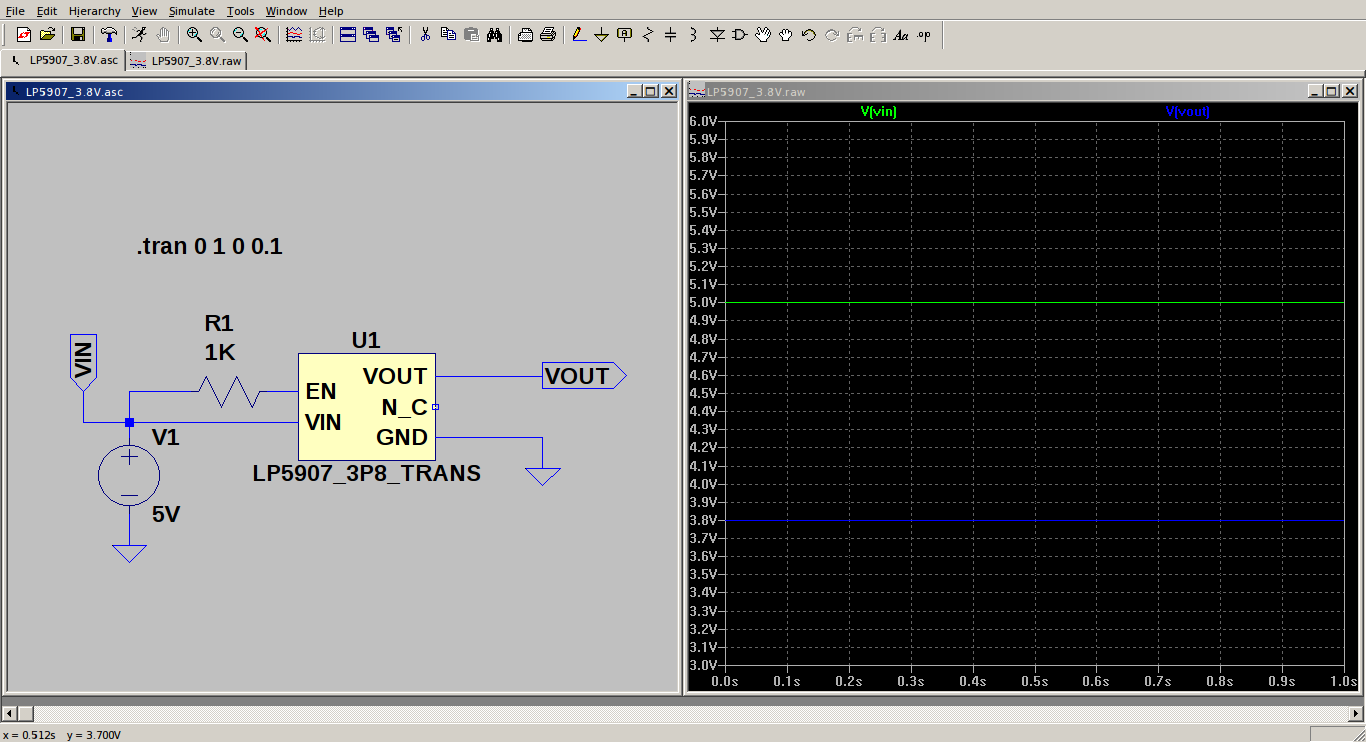 File Edit Hierarchy View Simulate Tools Window Help
Aa .op
LP5907_3.8V.asc LP5907_3.8V.raw
LP5907_3.8V.asc
.tran 0 1 0 0.1
R1
1K
VIN
U1
EN
VIN
VOUT
N_C
GND
LP5907_3P8_TRANS
VOUT
V1
5V
LP5907_3.8V.raw
V(vin) V(vout)
6.0V
5.9V
5.8V
5.7V
5.6V
5.5V
5.4V
5.3V
5.2V
5.1V
5.0V
4.9V
4.8V
4.7V
4.6V
4.5V
4.4V
4.3V
4.2V
4.1V
4.0V
3.9V
3.8V
3.7V
3.6V
3.5V
3.4V
3.3V
3.2V
3.1V
3.0V
0.0s 0.1s 0.2s 0.3s 0.4s 0.5s 0.6s 0.7s 0.8s 0.9s 1.0s
x = 0.512s y = 3.700V